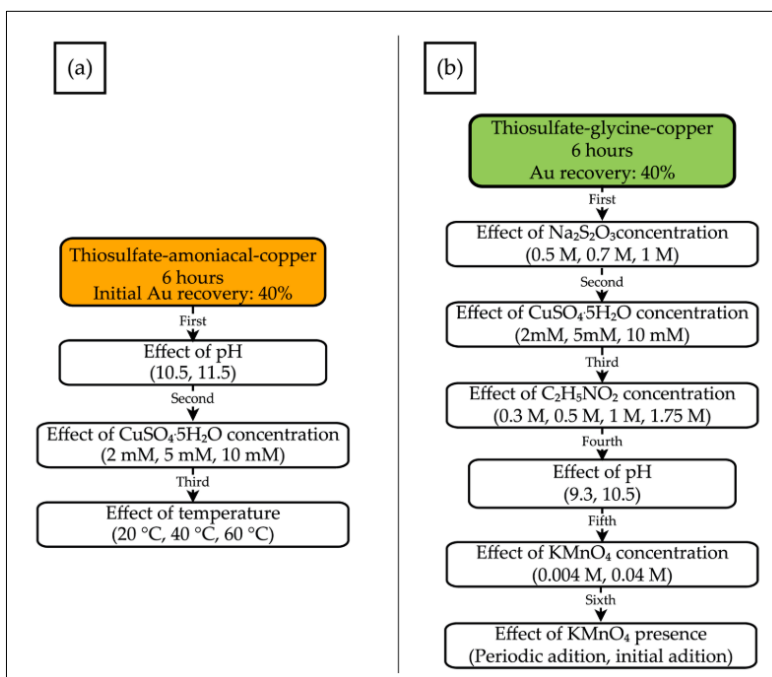 (a)
Thiosulfate-amoniacal-copper
6 hours
Initial Au recovery: 40%
First
Effect of pH
(10.5, 11.5)
Second
Effect of CuSO₄·5H₂O concentration
(2 mM, 5 mM, 10 mM)
Third
Effect of temperature
(20 °C, 40 °C, 60 °C)
(b)
Thiosulfate-glycine-copper
6 hours
Au recovery: 40%
First
Effect of Na₂S₂O₃concentration
(0.5 M, 0.7 M, 1 M)
Second
Effect of CuSO₄·5H₂O concentration
(2mM, 5mM, 10 mM)
Third
Effect of C₂H₅NO₂ concentration
(0.3 M, 0.5 M, 1 M, 1.75 M)
Fourth
Effect of pH
(9.3, 10.5)
Fifth
Effect of KMnO₄ concentration
(0.004 M, 0.04 M)
Sixth
Effect of KMnO₄ presence
(Periodic adition, initial adition)